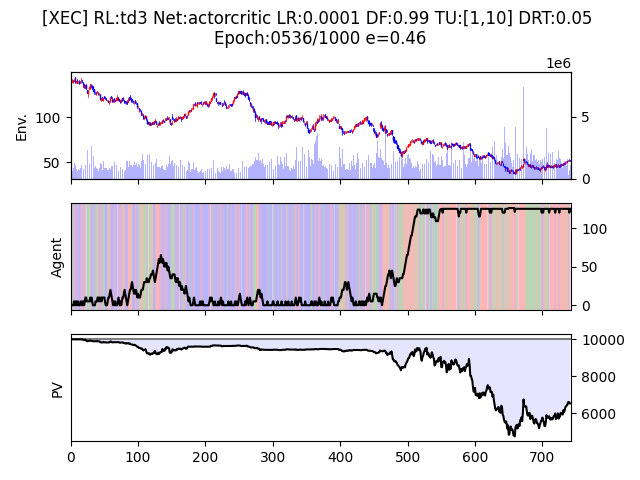 [XEC] RL:td3 Net:actorcritic LR:0.0001 DF:0.99 TU:[1,10] DRT:0.05
Epoch:0536/1000 e=0.46
1e6
Env.
100
50
5
0
Agent
100
50
0
PV
10000
8000
6000
0 100 200 300 400 500 600 700